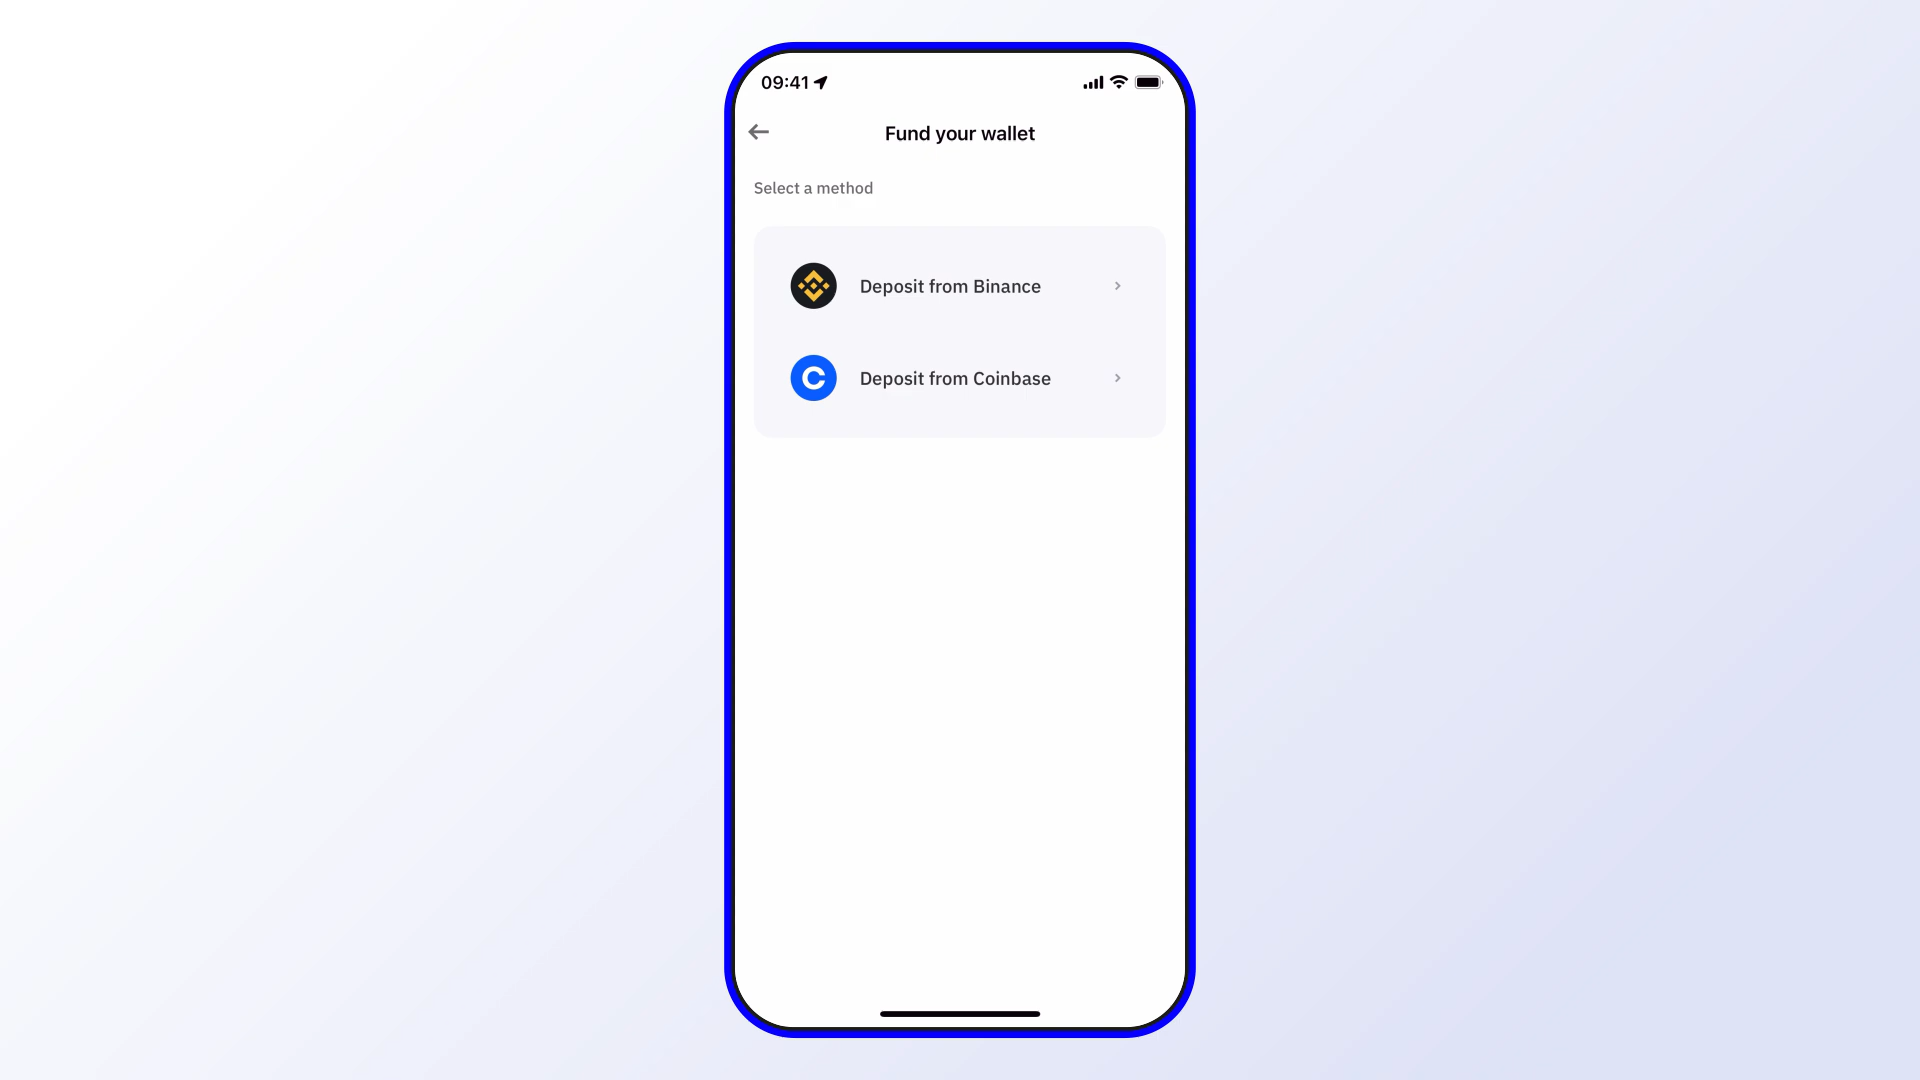 09:41
Fund your wallet
Select a method
Deposit from Binance
Deposit from Coinbase